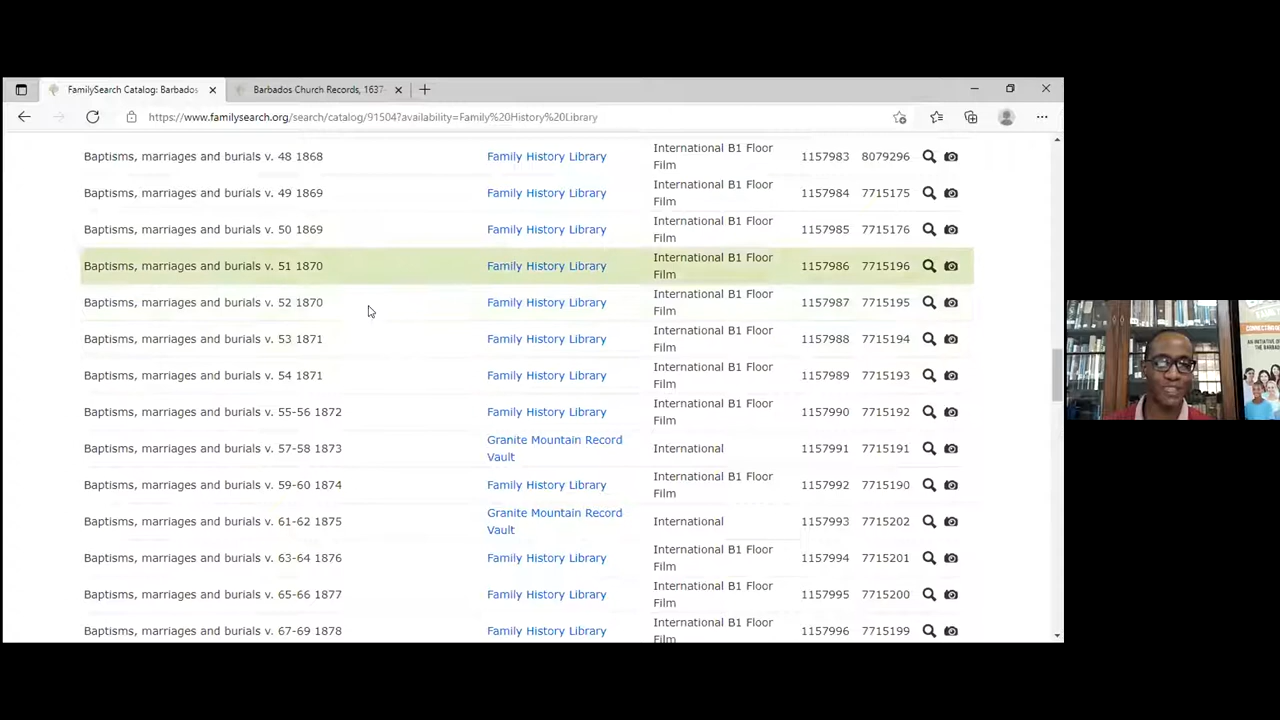 FamilySearch Catalog: Barbados
Barbados Church Records, 1637-
https://www.familysearch.org/search/catalog/91504?availability=Family%20History%20Library
Baptisms, marriages and burials v. 48 1868 Family History Library International B1 Floor Film 1157983 8079296
Baptisms, marriages and burials v. 49 1869 Family History Library International B1 Floor Film 1157984 7715175
Baptisms, marriages and burials v. 50 1869 Family History Library International B1 Floor Film 1157985 7715176
Baptisms, marriages and burials v. 51 1870 Family History Library International B1 Floor Film 1157986 7715196
Baptisms, marriages and burials v. 52 1870 Family History Library International B1 Floor Film 1157987 7715195
Baptisms, marriages and burials v. 53 1871 Family History Library International B1 Floor Film 1157988 7715194
Baptisms, marriages and burials v. 54 1871 Family History Library International B1 Floor Film 1157989 7715193
Baptisms, marriages and burials v. 55-56 1872 Family History Library International B1 Floor Film 1157990 7715192
Baptisms, marriages and burials v. 57-58 1873 Granite Mountain Record Vault International 1157991 7715191
Baptisms, marriages and burials v. 59-60 1874 Family History Library International B1 Floor Film 1157992 7715190
Baptisms, marriages and burials v. 61-62 1875 Granite Mountain Record Vault International 1157993 7715202
Baptisms, marriages and burials v. 63-64 1876 Family History Library International B1 Floor Film 1157994 7715201
Baptisms, marriages and burials v. 65-66 1877 Family History Library International B1 Floor Film 1157995 7715200
Baptisms, marriages and burials v. 67-69 1878 Family History Library International B1 Floor Film 1157996 7715199
AN INITIATIVE O
THE BARBAD